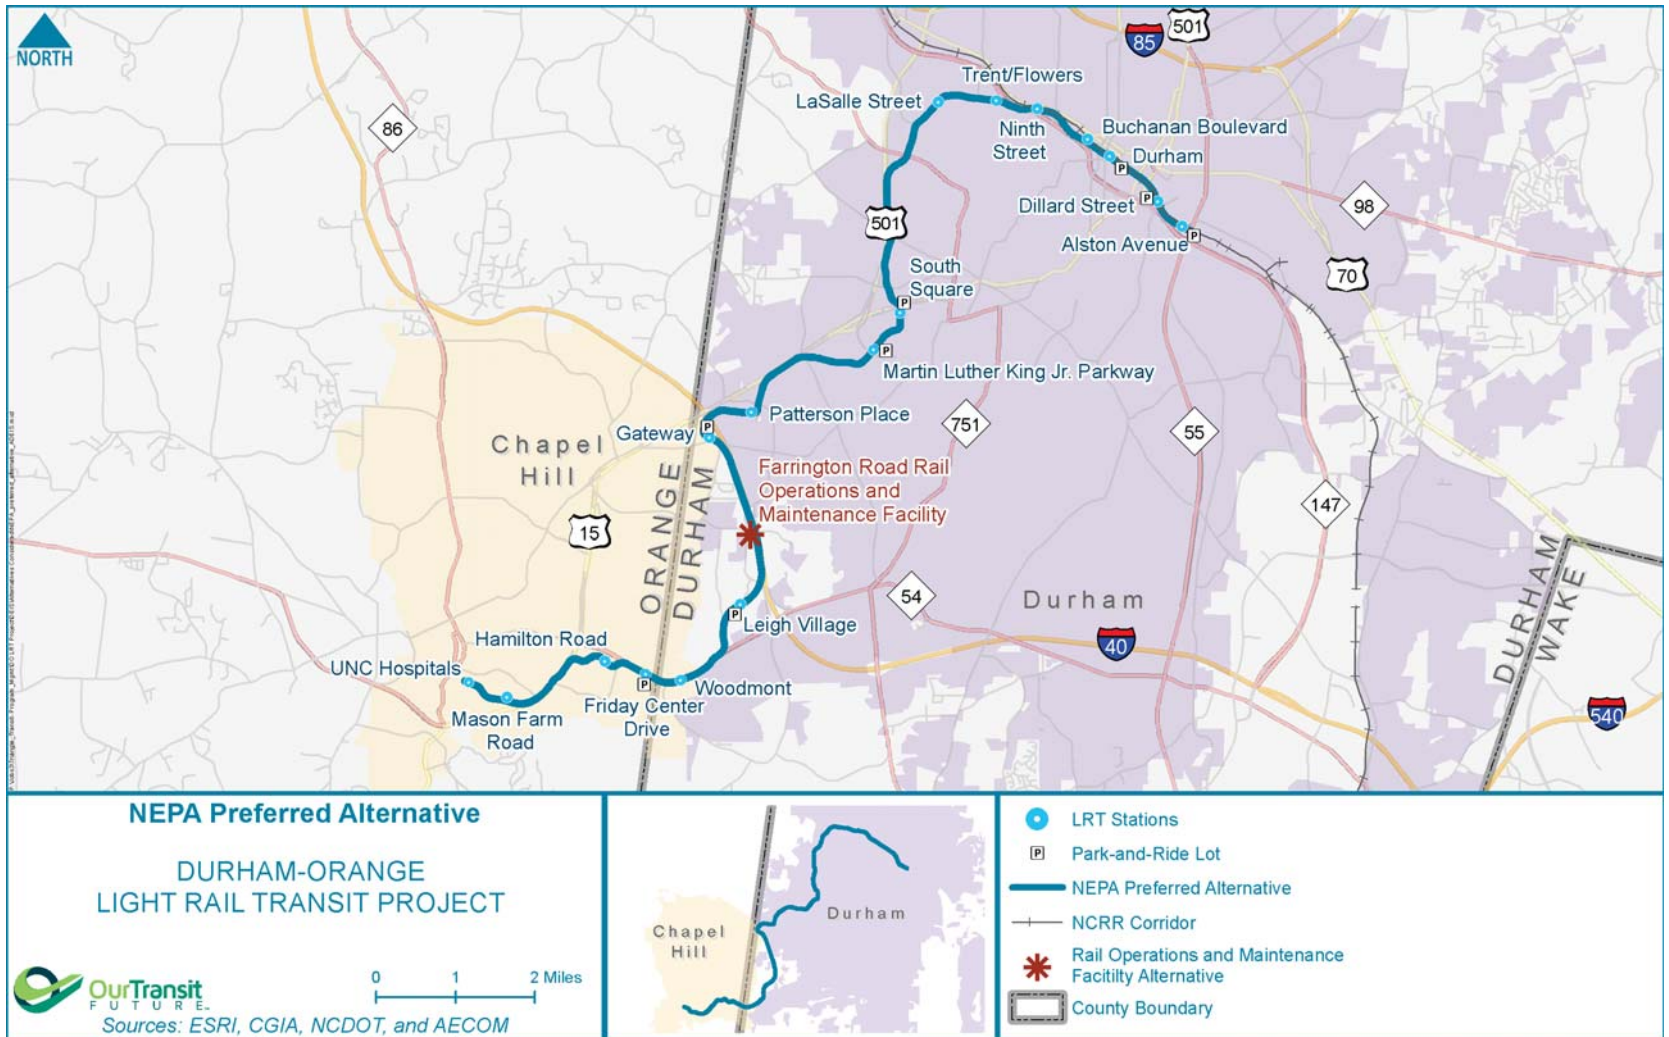 NORTH
86
501
85
501
Trent/Flowers
LaSalle Street
Ninth
Street
Buchanan Boulevard
Durham
P
Dillard Street
P
Alston Avenue
P
98
70
South
Square
P
P
Martin Luther King Jr. Parkway
Patterson Place
Gateway
P
Chapel
Hill
ORANGE
DURHAM
15
Farrington Road Rail
Operations and
Maintenance Facility
751
55
147
54
Durham
40
DURHAM
WAKE
540
P
Leigh Village
Hamilton Road
UNC Hospitals
Mason Farm
Road
P
Friday Center
Drive
Woodmont
NEPA Preferred Alternative
DURHAM-ORANGE
LIGHT RAIL TRANSIT PROJECT
OurTransit
FUTURE
0 1 2 Miles
Sources: ESRI, CGIA, NCDOT, and AECOM
Chapel
Hill
Durham
LRT Stations
P Park-and-Ride Lot
NEPA Preferred Alternative
NCRR Corridor
Rail Operations and Maintenance
Facitilty Alternative
County Boundary